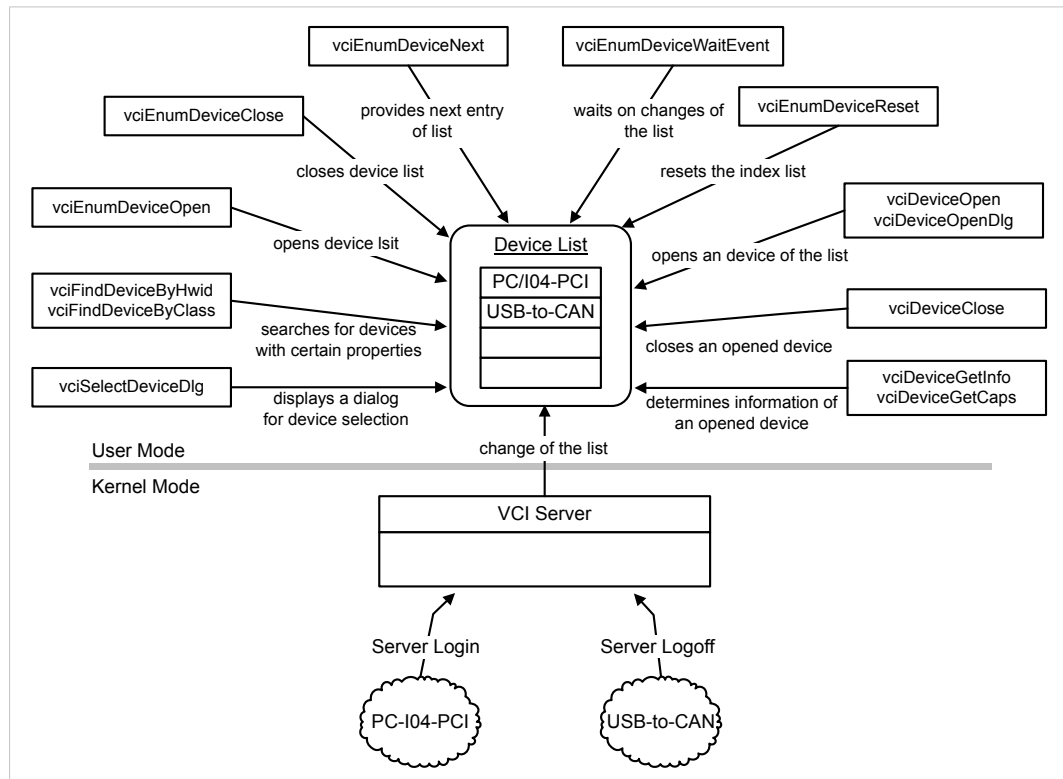 vciEnumDeviceNext
vciEnumDeviceWaitEvent
vciEnumDeviceClose
vciEnumDeviceReset
provides next entry
of list
waits on changes of
the list
closes device list
resets the index list
vciEnumDeviceOpen
vciDeviceOpen
vciDeviceOpenDlg
opens device lsit
Device List
opens an device of the list
PC/I04-PCI
USB-to-CAN
vciFindDeviceByHwid
vciFindDeviceByClass
vciDeviceClose
searches for devices
with certain properties
closes an opened device
vciSelectDeviceDlg
vciDeviceGetInfo
vciDeviceGetCaps
displays a dialog
for device selection
determines information of
an opened device
change of the list
User Mode
Kernel Mode
VCI Server
Server Login
Server Logoff
PC-I04-PCI
USB-to-CAN